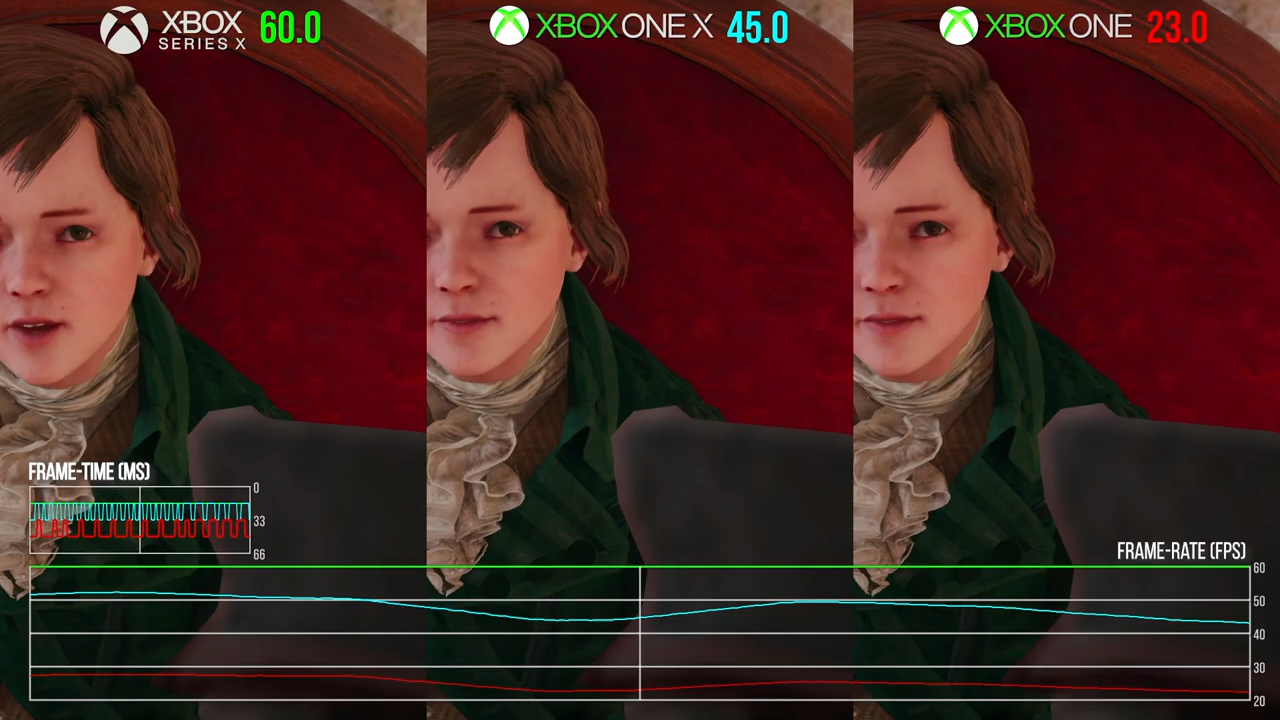 XBOX SERIES X 60.0
XBOX ONE X 45.0
XBOX ONE 23.0
FRAME-TIME (MS)
0
33
66
FRAME-RATE (FPS)
60
50
40
30
20